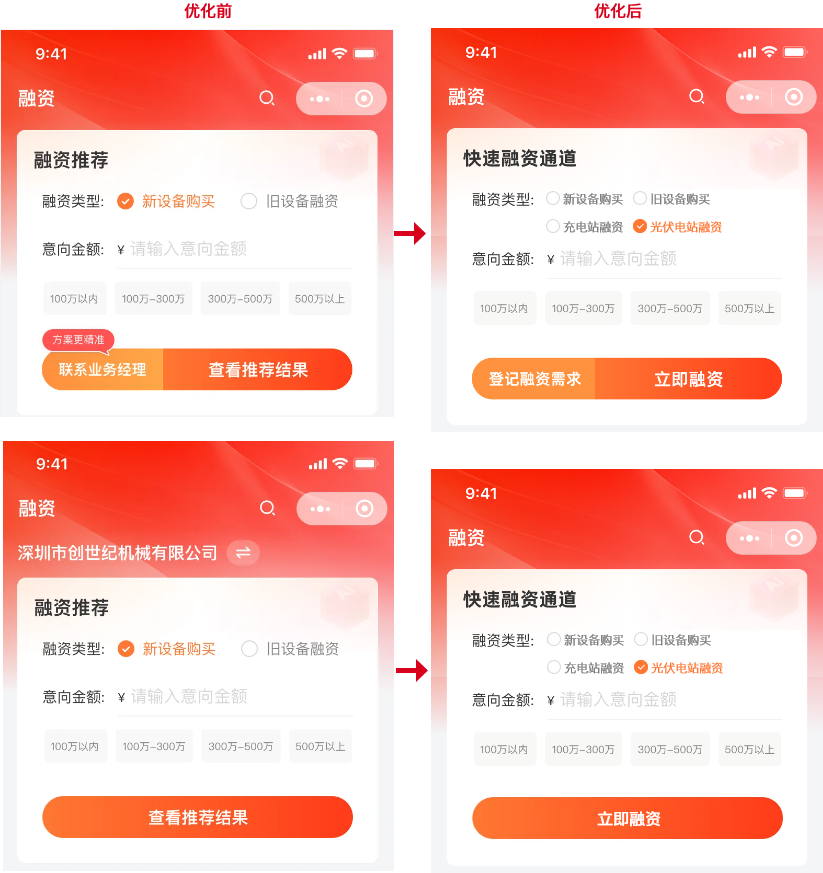 优化前
优化后
9:41
融资
融资推荐
融资类型: 新设备购买 旧设备融资
意向金额: ¥ 请输入意向金额
100万以内 100万-300万 300万-500万 500万以上
方案更精准
联系业务经理 查看推荐结果
9:41
融资
快速融资通道
融资类型: 新设备购买 旧设备购买
充电站融资 光伏电站融资
意向金额: ¥ 请输入意向金额
100万以内 100万-300万 300万-500万 500万以上
登记融资需求 立即融资
9:41
融资
深圳市创世纪机械有限公司
融资推荐
融资类型: 新设备购买 旧设备融资
意向金额: ¥ 请输入意向金额
100万以内 100万-300万 300万-500万 500万以上
查看推荐结果
9:41
融资
快速融资通道
融资类型: 新设备购买 旧设备购买
充电站融资 光伏电站融资
意向金额: ¥ 请输入意向金额
100万以内 100万-300万 300万-500万 500万以上
立即融资